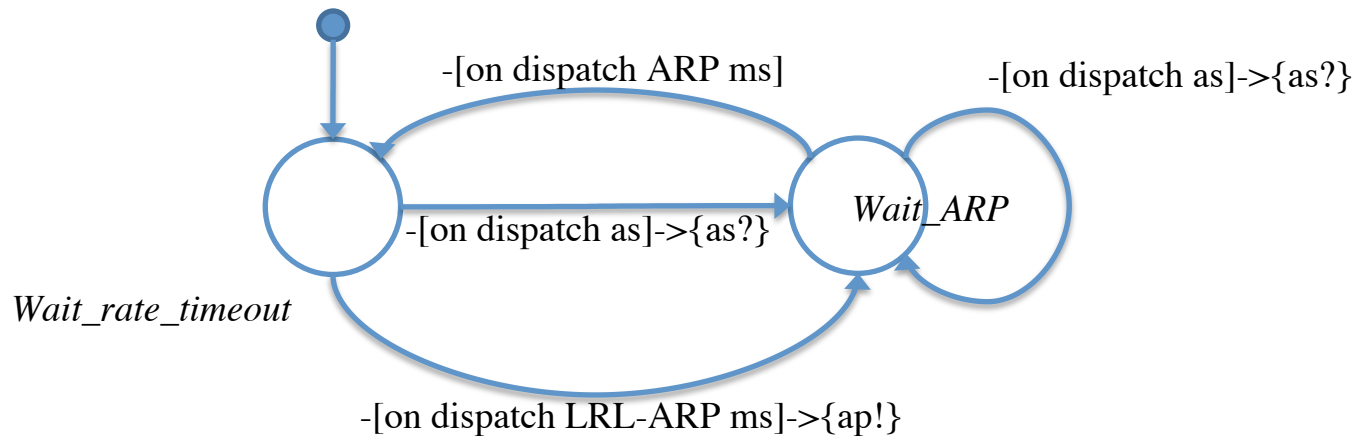 -[on dispatch ARP ms]
-[on dispatch as]->{as?}
Wait_ARP
-[on dispatch as]->{as?}
Wait_rate_timeout
-[on dispatch LRL-ARP ms]->{ap!}